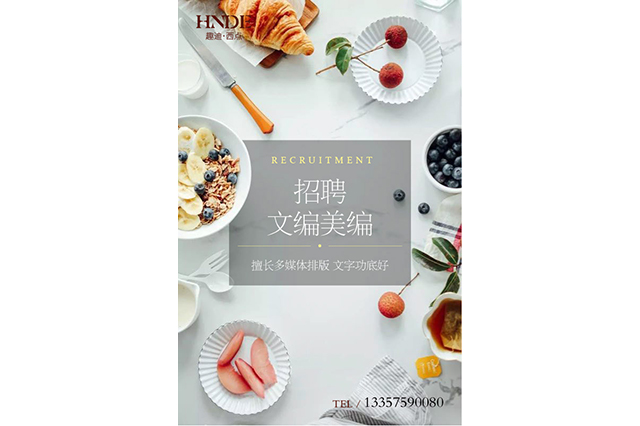 HNDI
趣迪·西点
RECRUITMENT
招聘
文编美编
擅长多媒体排版 文字功底好
TEL / 13357590080